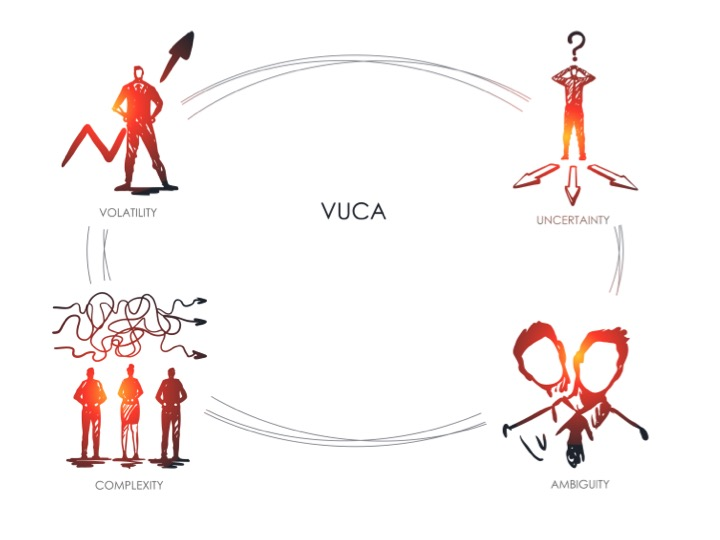 ?
VOLATILITY
UNCERTAINTY
VUCA
COMPLEXITY
AMBIGUITY